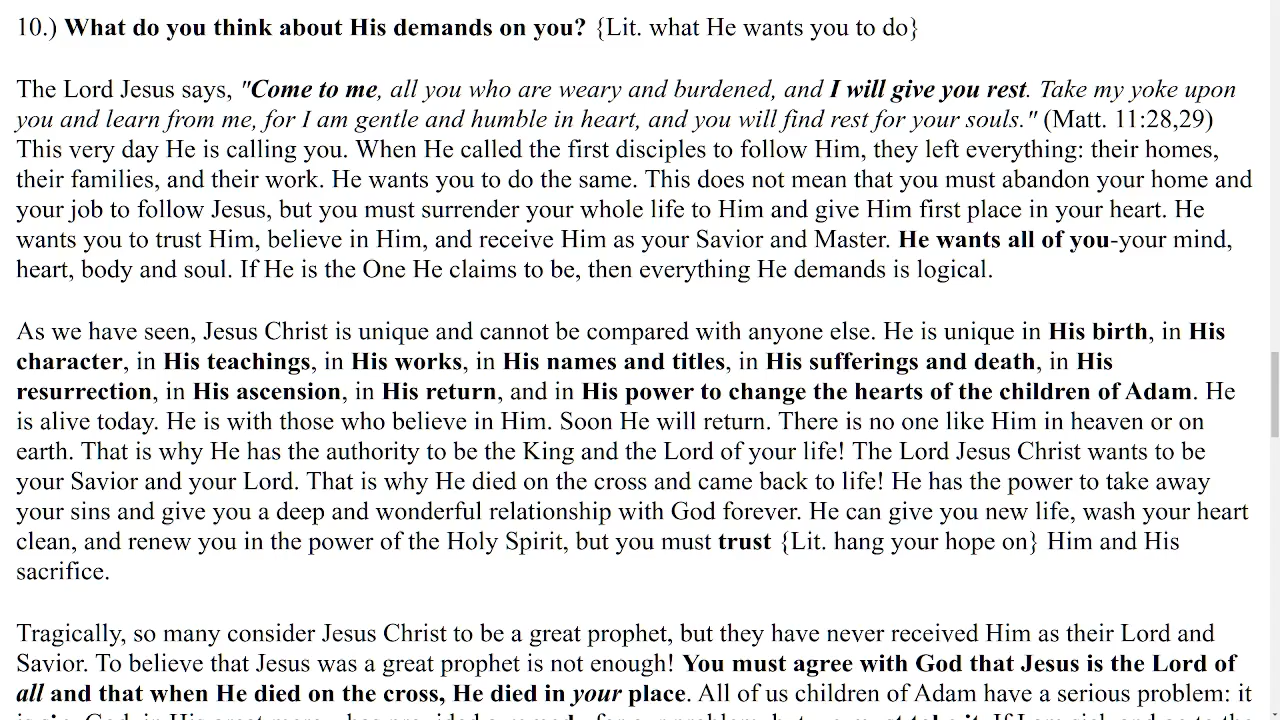 10.) What do you think about His demands on you? {Lit. what He wants you to do}
The Lord Jesus says, "Come to me, all you who are weary and burdened, and I will give you rest. Take my yoke upon
you and learn from me, for I am gentle and humble in heart, and you will find rest for your souls." (Matt. 11:28,29)
This very day He is calling you. When He called the first disciples to follow Him, they left everything: their homes,
their families, and their work. He wants you to do the same. This does not mean that you must abandon your home and
your job to follow Jesus, but you must surrender your whole life to Him and give Him first place in your heart. He
wants you to trust Him, believe in Him, and receive Him as your Savior and Master. He wants all of you-your mind,
heart, body and soul. If He is the One He claims to be, then everything He demands is logical.
As we have seen, Jesus Christ is unique and cannot be compared with anyone else. He is unique in His birth, in His
character, in His teachings, in His works, in His names and titles, in His sufferings and death, in His
resurrection, in His ascension, in His return, and in His power to change the hearts of the children of Adam. He
is alive today. He is with those who believe in Him. Soon He will return. There is no one like Him in heaven or on
earth. That is why He has the authority to be the King and the Lord of your life! The Lord Jesus Christ wants to be
your Savior and your Lord. That is why He died on the cross and came back to life! He has the power to take away
your sins and give you a deep and wonderful relationship with God forever. He can give you new life, wash your heart
clean, and renew you in the power of the Holy Spirit, but you must trust {Lit. hang your hope on} Him and His
sacrifice.
Tragically, so many consider Jesus Christ to be a great prophet, but they have never received Him as their Lord and
Savior. To believe that Jesus was a great prophet is not enough! You must agree with God that Jesus is the Lord of
all and that when He died on the cross, He died in your place. All of us children of Adam have a serious problem: it